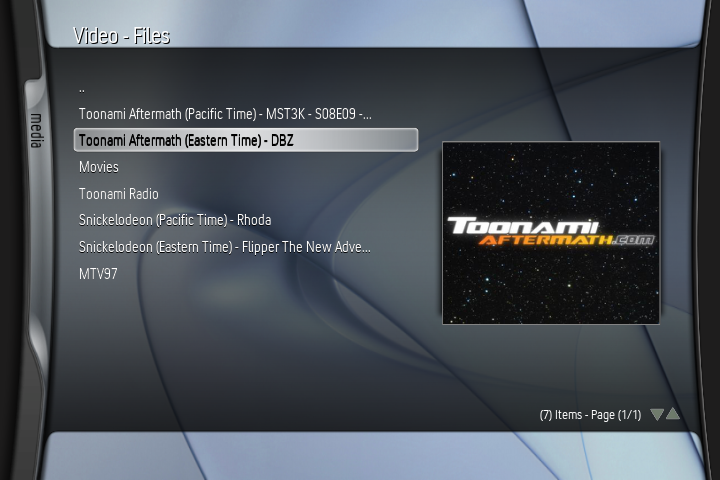 Video - Files
media
..
Toonami Aftermath (Pacific Time) - MST3K - S08E09 -...
Toonami Aftermath (Eastern Time) - DBZ
Movies
Toonami Radio
Snickelodeon (Pacific Time) - Rhoda
Snickelodeon (Eastern Time) - Flipper The New Adve...
MTV97
Toonami
Aftermath.com
(7) Items - Page (1/1)